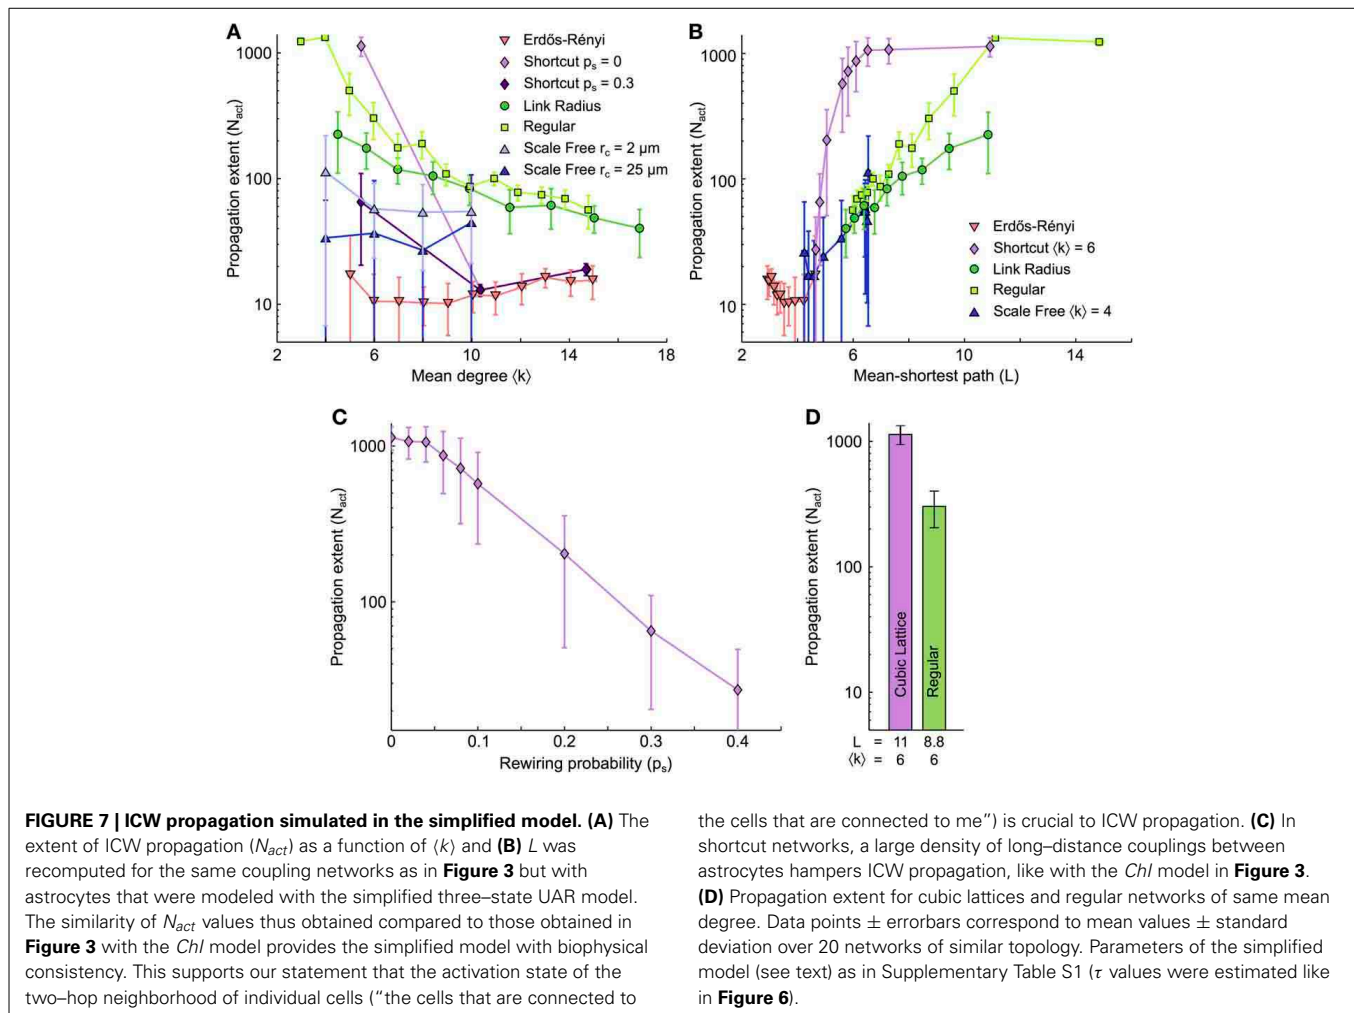 A
Propagation extent (N_act)
1000
100
10
2 6 10 14 18
Mean degree ⟨k⟩
Erdős-Rényi
Shortcut p_s = 0
Shortcut p_s = 0.3
Link Radius
Regular
Scale Free r_c = 2 µm
Scale Free r_c = 25 µm
B
Propagation extent (N_act)
1000
100
10
2 6 10 14
Mean-shortest path (L)
Erdős-Rényi
Shortcut ⟨k⟩ = 6
Link Radius
Regular
Scale Free ⟨k⟩ = 4
C
Propagation extent (N_act)
1000
100
0 0.1 0.2 0.3 0.4
Rewiring probability (p_s)
D
Propagation extent (N_act)
1000
100
10
Cubic Lattice
Regular
L = 11 8.8
⟨k⟩ = 6 6
FIGURE 7 | ICW propagation simulated in the simplified model. (A) The
extent of ICW propagation (N_act) as a function of ⟨k⟩ and (B) L was
recomputed for the same coupling networks as in Figure 3 but with
astrocytes that were modeled with the simplified three–state UAR model.
The similarity of N_act values thus obtained compared to those obtained in
Figure 3 with the ChI model provides the simplified model with biophysical
consistency. This supports our statement that the activation state of the
two–hop neighborhood of individual cells (“the cells that are connected to
the cells that are connected to me”) is crucial to ICW propagation. (C) In
shortcut networks, a large density of long–distance couplings between
astrocytes hampers ICW propagation, like with the ChI model in Figure 3.
(D) Propagation extent for cubic lattices and regular networks of same mean
degree. Data points ± errorbars correspond to mean values ± standard
deviation over 20 networks of similar topology. Parameters of the simplified
model (see text) as in Supplementary Table S1 (τ values were estimated like
in Figure 6).